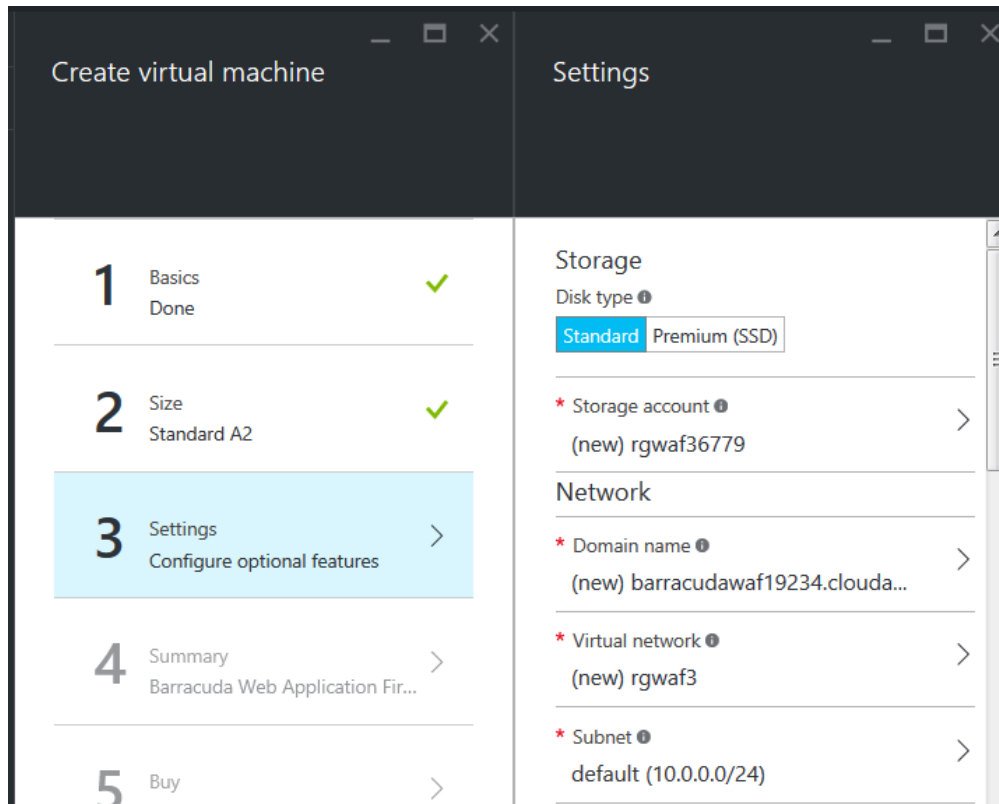 Create virtual machine
1
Basics
Done
2
Size
Standard A2
3
Settings
Configure optional features
4
Summary
Barracuda Web Application Fir...
5
Buy
Settings
Storage
Disk type
Standard Premium (SSD)
* Storage account
(new) rgwaf36779
Network
* Domain name
(new) barracudawaf19234.clouda...
* Virtual network
(new) rgwaf3
* Subnet
default (10.0.0.0/24)